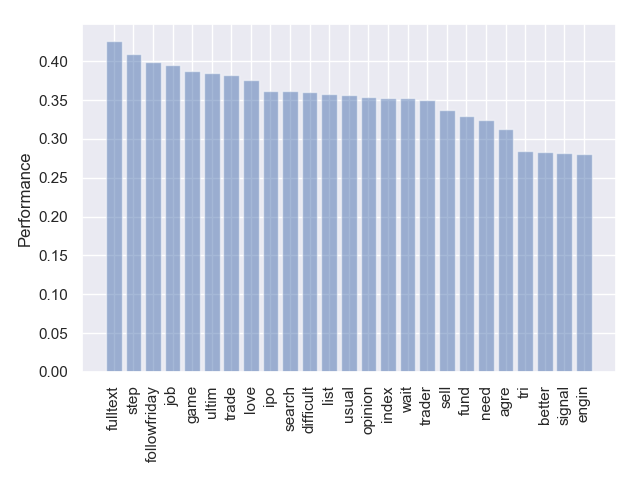 0.40
0.35
0.30
0.25
0.20
0.15
0.10
0.05
0.00
Performance
fulltext
step
followfriday
job
game
ultim
trade
love
ipo
search
difficult
list
usual
opinion
index
wait
trader
sell
fund
need
agre
tri
better
signal
engin